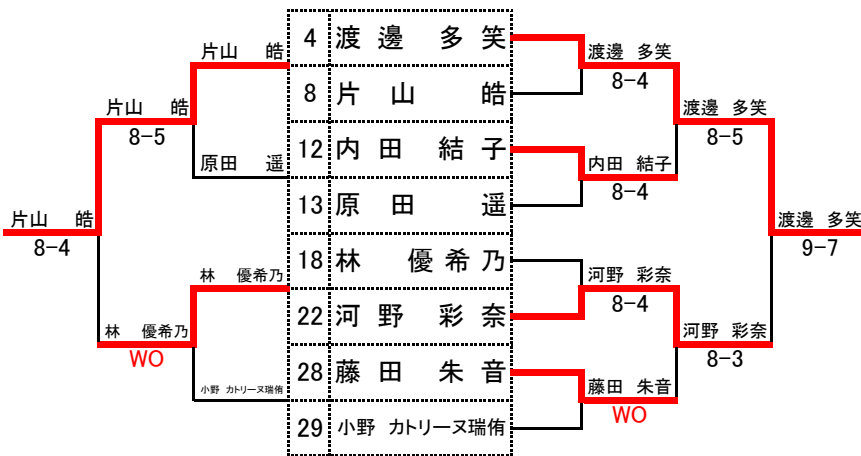 4 渡邊 多笑
8 片山 皓
12 内田 結子
13 原田 遥
18 林 優希乃
22 河野 彩奈
28 藤田 朱音
29 小野 カトリーヌ瑞侑
片山 皓
原田 遥
林 優希乃
小野 カトリーヌ瑞侑
片山 皓
8-5
林 優希乃
WO
片山 皓
8-4
渡邊 多笑
8-4
内田 結子
8-4
河野 彩奈
8-4
藤田 朱音
WO
渡邊 多笑
8-5
河野 彩奈
8-3
渡邊 多笑
9-7